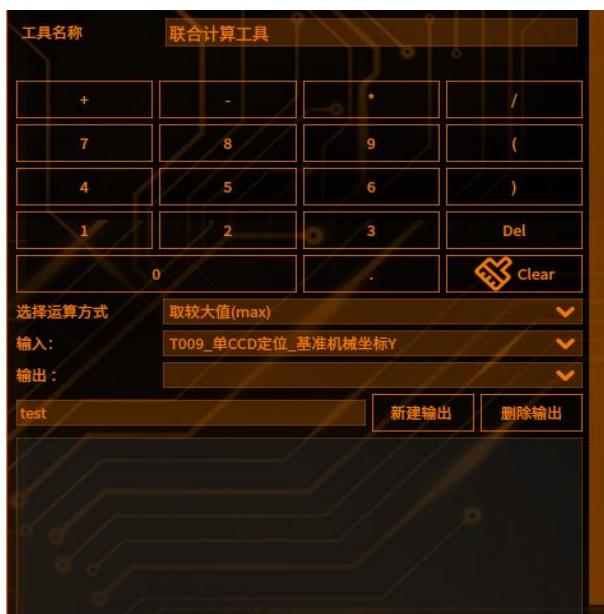 工具名称 联合计算工具
+ - * /
7 8 9 (
4 5 6 )
1 2 3 Del
0 . Clear
选择运算方式 取较大值(max)
输入: T009_单CCD定位_基准机械坐标Y
输出：
test 新建输出 删除输出